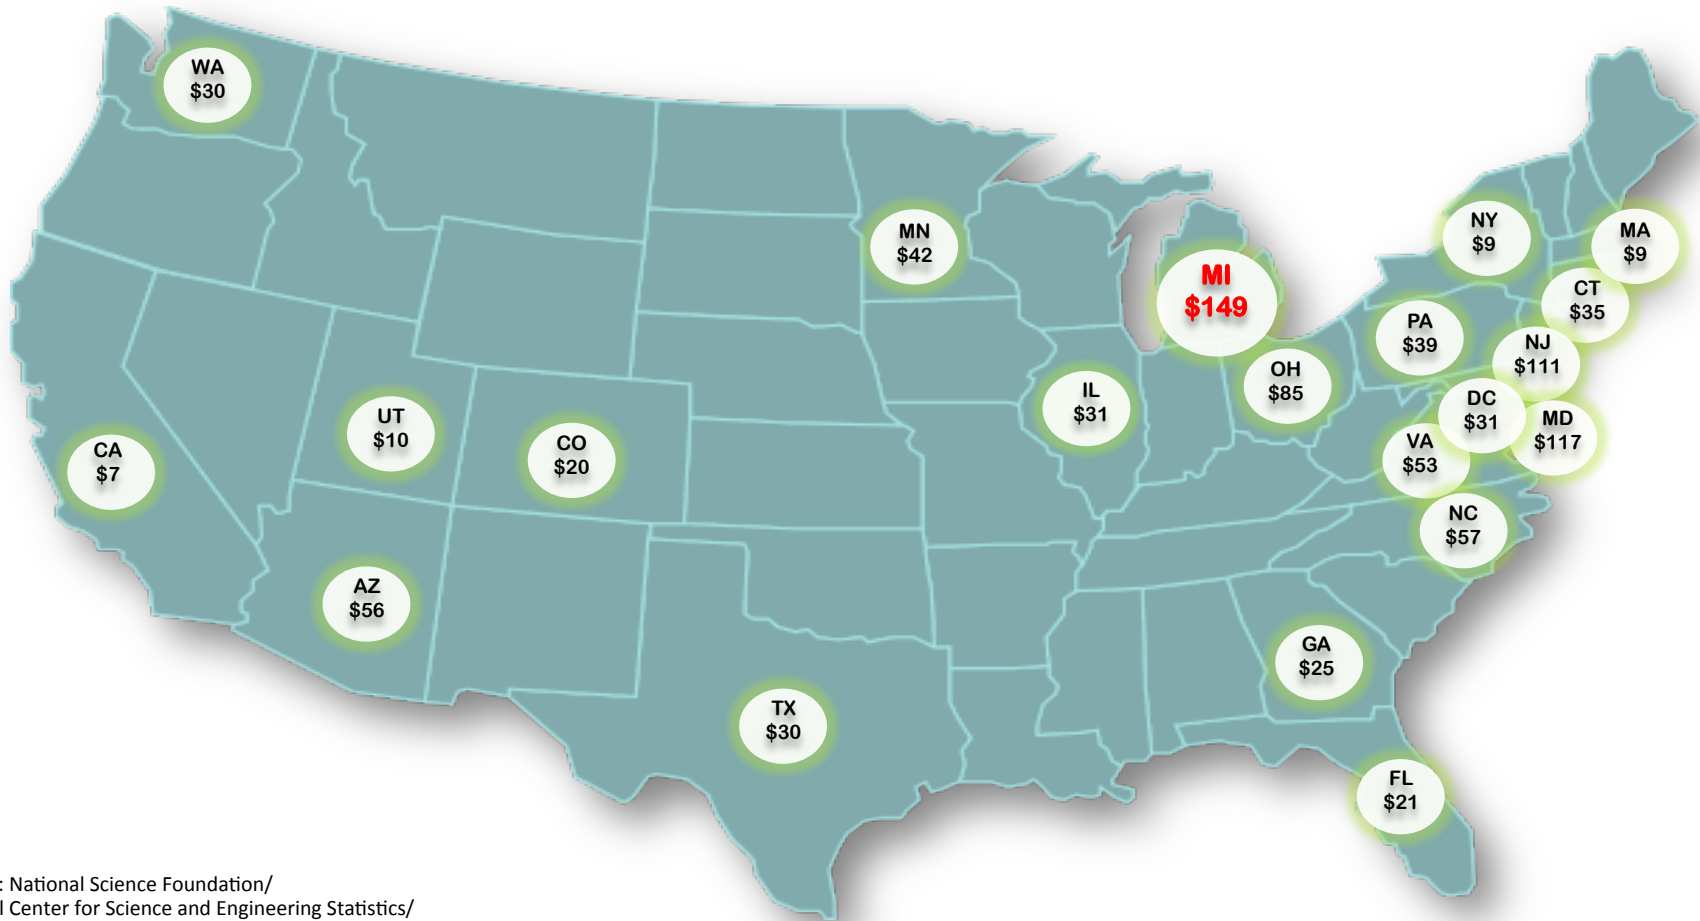 WA
$30
MN
$42
MI
$149
NY
$9
MA
$9
CT
$35
PA
$39
NJ
$111
OH
$85
IL
$31
DC
$31
MD
$117
VA
$53
UT
$10
CO
$20
CA
$7
NC
$57
AZ
$56
GA
$25
TX
$30
FL
$21
: National Science Foundation/
l Center for Science and Engineering Statistics/